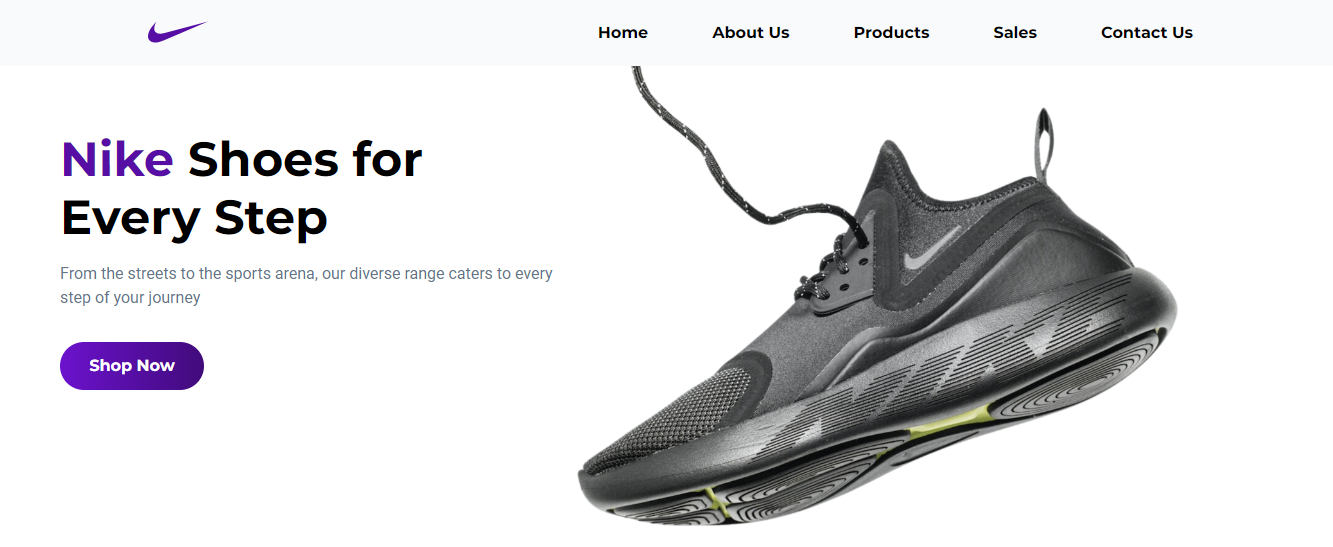 Home About Us Products Sales Contact Us
Nike Shoes for
Every Step
From the streets to the sports arena, our diverse range caters to every
step of your journey
Shop Now